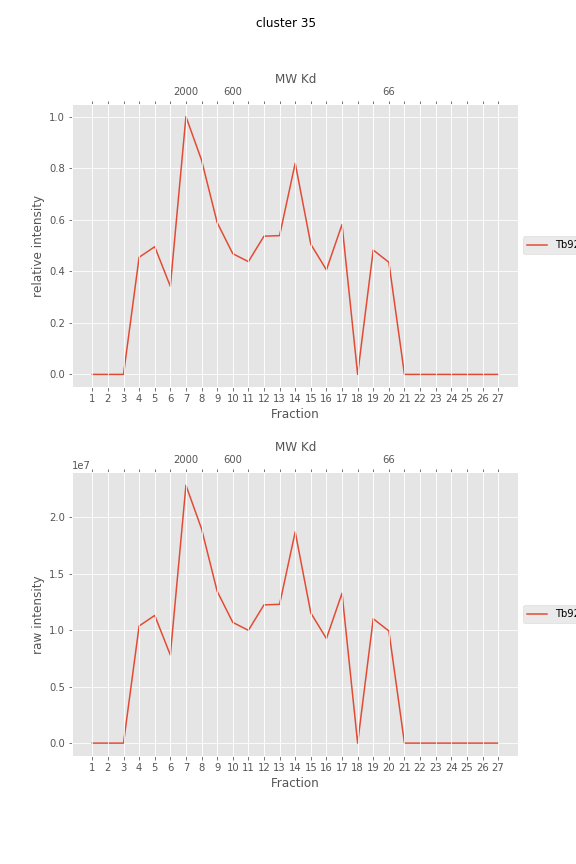 cluster 35
MW Kd
2000 600 66
1.0
0.8
0.6
0.4
0.2
0.0
relative intensity
Tb92
1 2 3 4 5 6 7 8 9 10 11 12 13 14 15 16 17 18 19 20 21 22 23 24 25 26 27
Fraction
MW Kd
1e7
2000 600 66
2.0
1.5
1.0
0.5
0.0
raw intensity
Tb92
1 2 3 4 5 6 7 8 9 10 11 12 13 14 15 16 17 18 19 20 21 22 23 24 25 26 27
Fraction